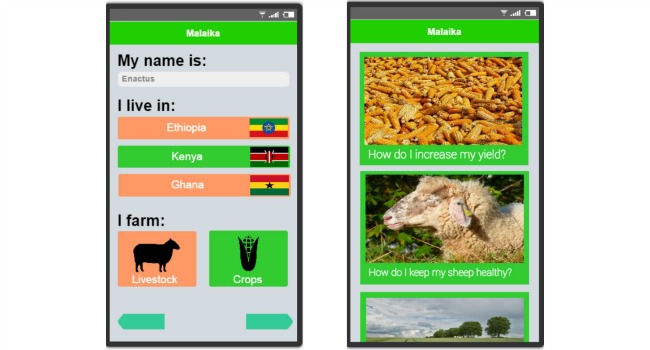 Malaika
My name is:
Enactus
I live in:
Ethiopia
Kenya
Ghana
I farm:
Livestock
Crops
Malaika
How do I increase my yield?
How do I keep my sheep healthy?